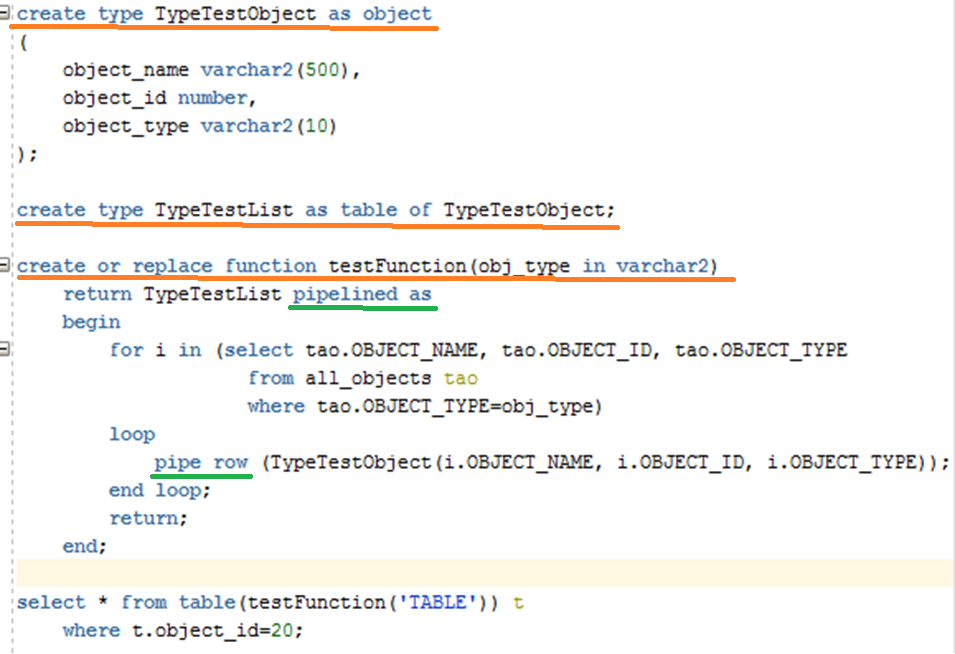 create type TypeTestObject as object
(
    object_name varchar2(500),
    object_id number,
    object_type varchar2(10)
);

create type TypeTestList as table of TypeTestObject;

create or replace function testFunction(obj_type in varchar2)
    return TypeTestList pipelined as
    begin
        for i in (select tao.OBJECT_NAME, tao.OBJECT_ID, tao.OBJECT_TYPE
                    from all_objects tao
                    where tao.OBJECT_TYPE=obj_type)
        loop
            pipe row (TypeTestObject(i.OBJECT_NAME, i.OBJECT_ID, i.OBJECT_TYPE));
        end loop;
        return;
    end;

select * from table(testFunction('TABLE')) t
    where t.object_id=20;